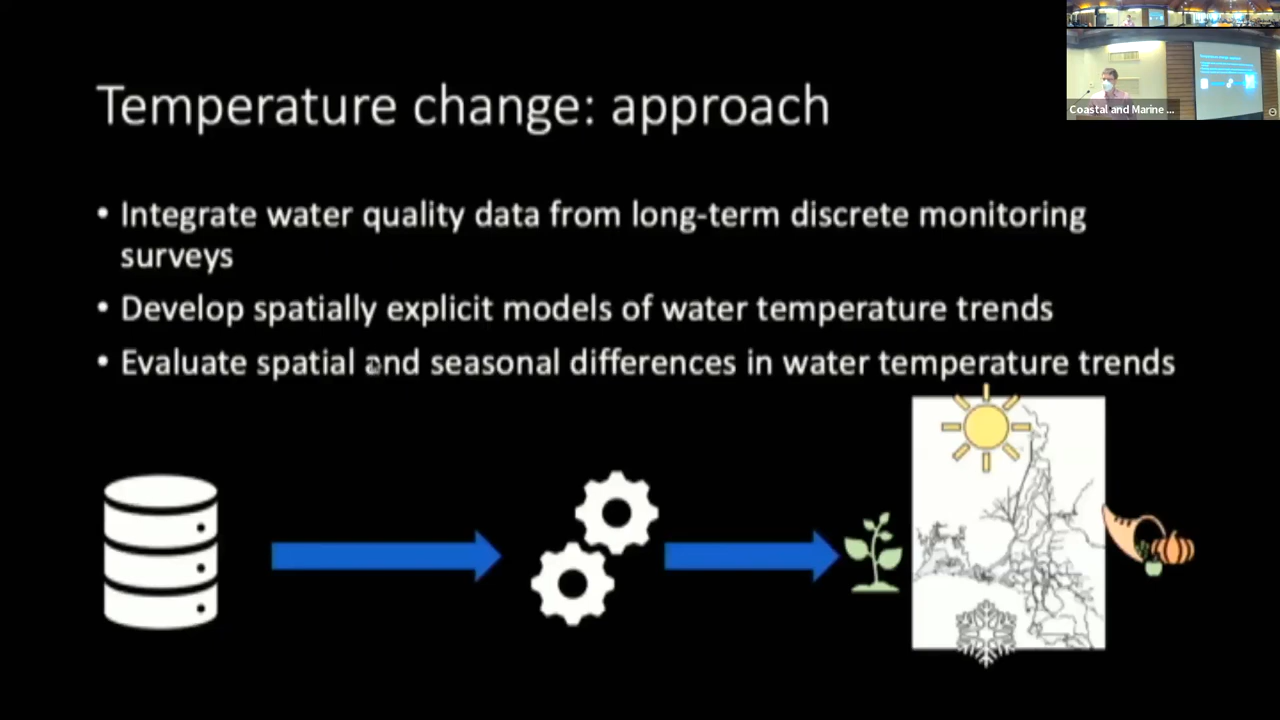 Temperature change: approach
• Integrate water quality data from long-term discrete monitoring
surveys
• Develop spatially explicit models of water temperature trends
• Evaluate spatial and seasonal differences in water temperature trends
Coastal and Marine ...